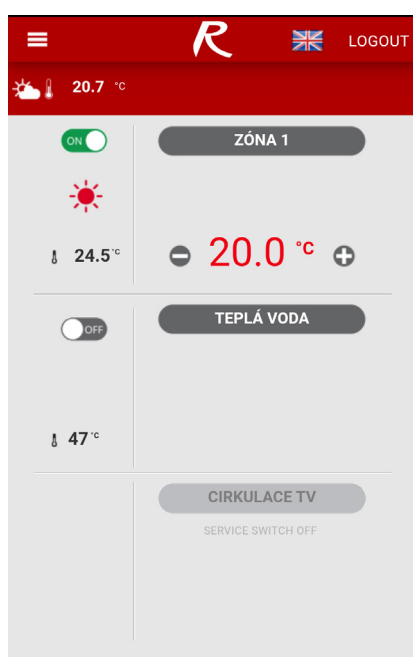 R
LOGOUT
20.7 °C
ON
ZÓNA 1
24.5 °C
20.0 °C
OFF
TEPLÁ VODA
47 °C
CIRKULACE TV
SERVICE SWITCH OFF